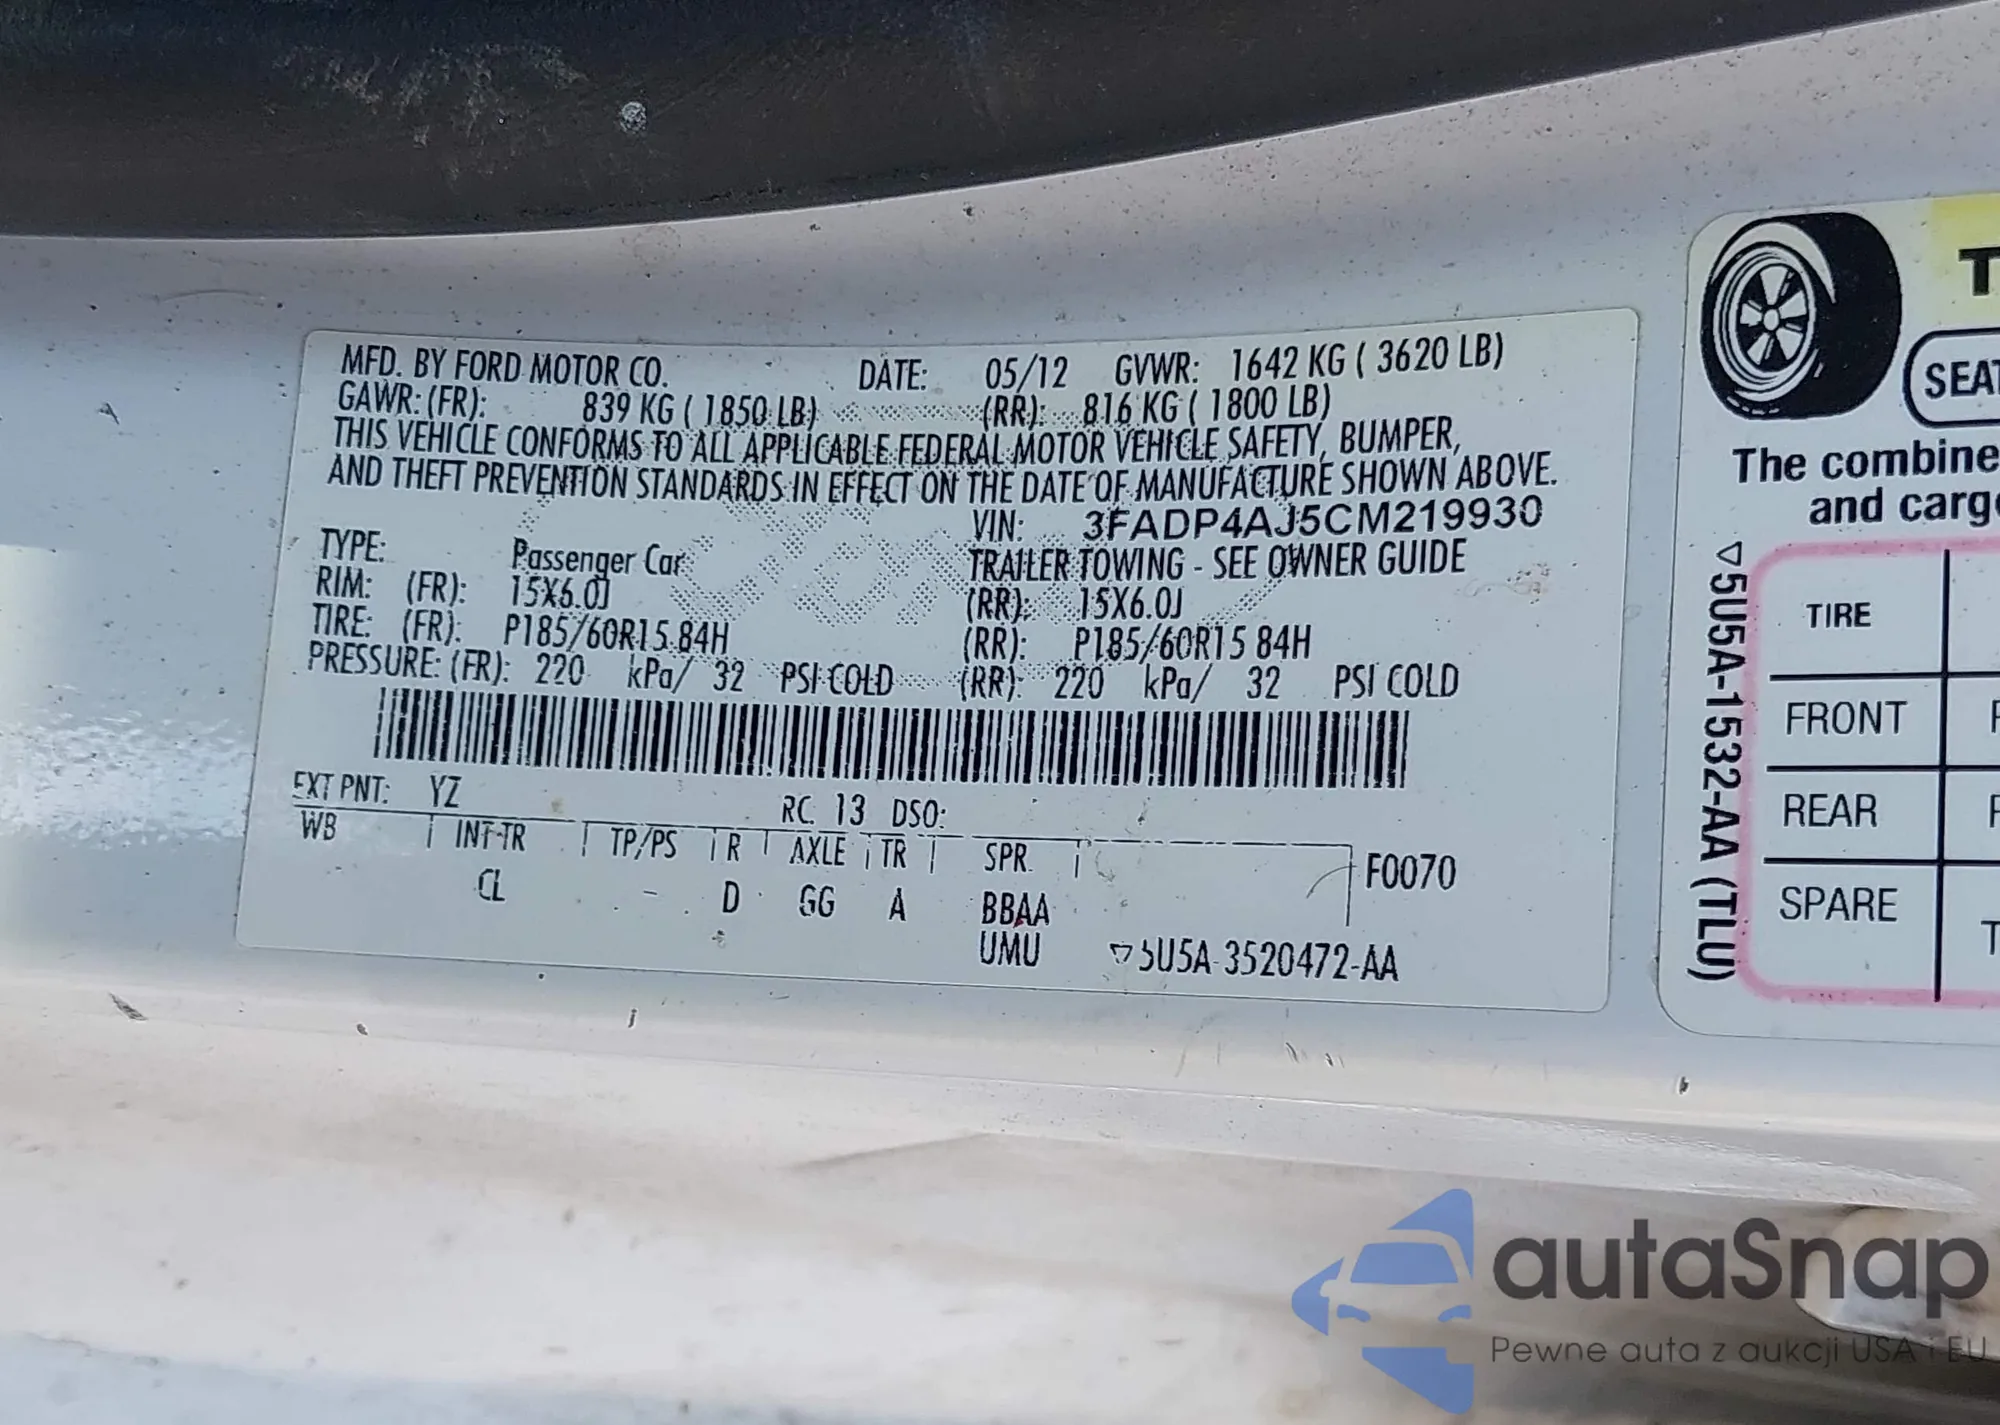 MFD. BY FORD MOTOR CO. DATE: 05/12 GVWR: 1642 KG ( 3620 LB)
GAWR: (FR): 839 KG ( 1850 LB) (RR): 816 KG ( 1800 LB)
THIS VEHICLE CONFORMS TO ALL APPLICABLE FEDERAL MOTOR VEHICLE SAFETY, BUMPER,
AND THEFT PREVENTION STANDARDS IN EFFECT ON THE DATE OF MANUFACTURE SHOWN ABOVE.
VIN: 3FADP4AJ5CM219930
TYPE: Passenger Car TRAILER TOWING - SEE OWNER GUIDE
RIM: (FR): 15X6.0J (RR): 15X6.0J
TIRE: (FR): P185/60R15 84H (RR): P185/60R15 84H
PRESSURE: (FR): 220 kPa/ 32 PSI COLD (RR): 220 kPa/ 32 PSI COLD
EXT PNT: YZ RC 13 DSO:
WB INT TR TP/PS R AXLE TR SPR F0070
CL - D GG A BBAA
UMU ▽5U5A-3520472-AA
T
SEAT
The combine
and cargo
▽5U5A-1532-AA (TLU)
TIRE
FRONT
REAR
SPARE T
autaSnap
Pewne auta z aukcji USA i EU